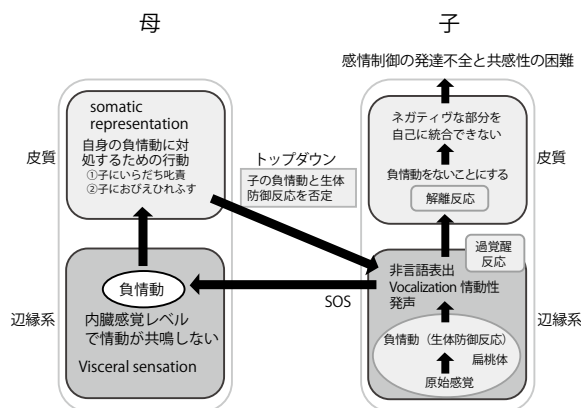 母
子
感情制御の発達不全と共感性の困難
somatic
representation
自身の負情動に対
処するための行動
①子にいらだち叱責
②子におびえひれふす
皮質
トップダウン
子の負情動と生体
防御反応を否定
ネガティヴな部分を
自己に統合できない
負情動をないことにする
解離反応
皮質
過覚醒
反応
負情動
内臓感覚レベル
で情動が共鳴しない
Visceral sensation
辺縁系
SOS
非言語表出
Vocalization 情動性
発声
負情動（生体防御反応）
扁桃体
原始感覚
辺縁系